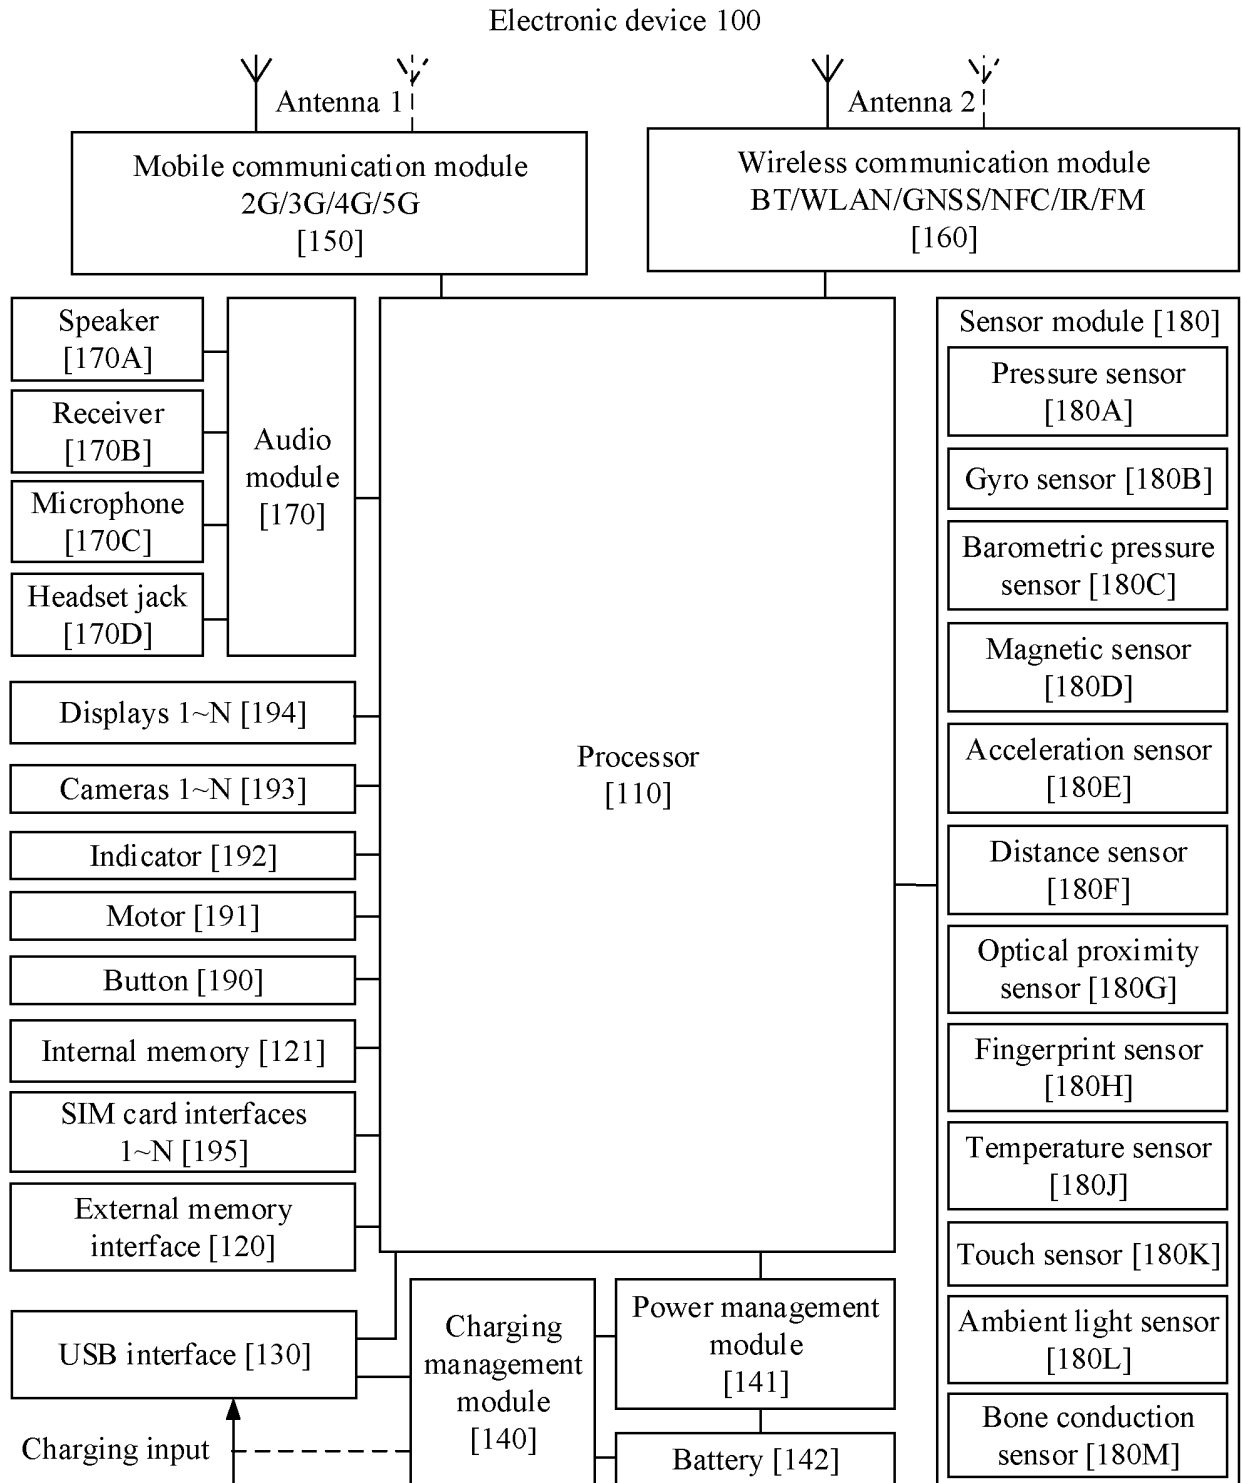 Electronic device 100
Antenna 1
Antenna 2
Mobile communication module
2G/3G/4G/5G
[150]
Wireless communication module
BT/WLAN/GNSS/NFC/IR/FM
[160]
Speaker
[170A]
Receiver
[170B]
Microphone
[170C]
Headset jack
[170D]
Audio
module
[170]
Displays 1~N [194]
Cameras 1~N [193]
Indicator [192]
Motor [191]
Button [190]
Internal memory [121]
SIM card interfaces
1~N [195]
External memory
interface [120]
USB interface [130]
Charging input
Processor
[110]
Charging
management
module
[140]
Power management
module
[141]
Battery [142]
Sensor module [180]
Pressure sensor
[180A]
Gyro sensor [180B]
Barometric pressure
sensor [180C]
Magnetic sensor
[180D]
Acceleration sensor
[180E]
Distance sensor
[180F]
Optical proximity
sensor [180G]
Fingerprint sensor
[180H]
Temperature sensor
[180J]
Touch sensor [180K]
Ambient light sensor
[180L]
Bone conduction
sensor [180M]